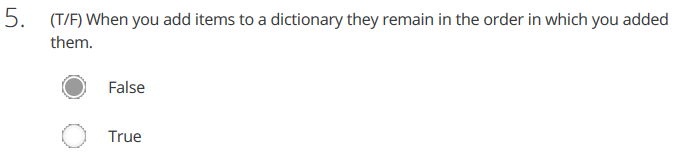 5. (T/F) When you add items to a dictionary they remain in the order in which you added
them.
False
True